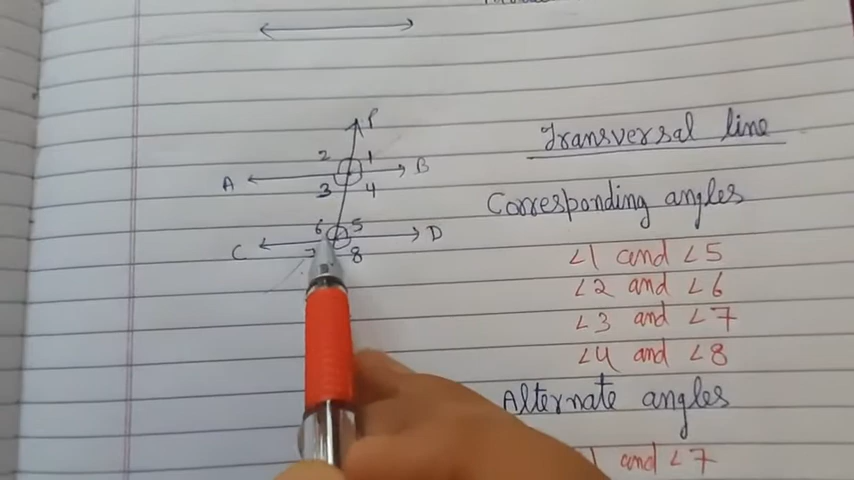 P
2 1
A B
3 4
6 5
C D
7 8
Transversal line
Corresponding angles
∠1 and ∠5
∠2 and ∠6
∠3 and ∠7
∠4 and ∠8
Alternate angles
and ∠7